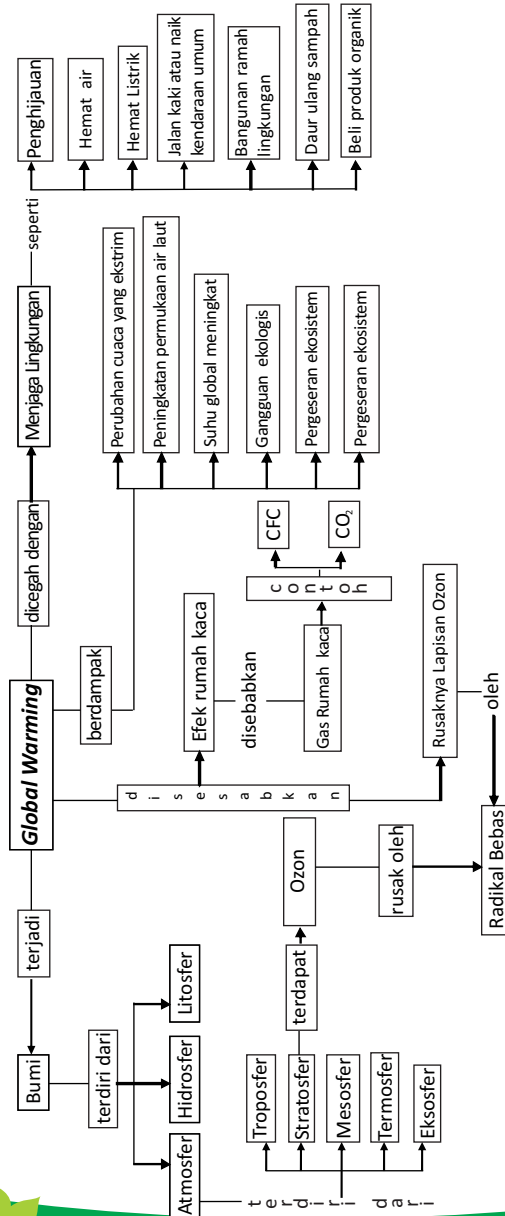 Global Warming
terjadi
Bumi
terdiri dari
Atmosfer
Hidrosfer
Litosfer
terdiri dari
Troposfer
Stratosfer
Mesosfer
Termosfer
Eksosfer
terdapat
Ozon
rusak oleh
Radikal Bebas
disesabkan
Efek rumah kaca
disebabkan
Gas Rumah kaca
contoh
CFC
CO₂
Rusaknya Lapisan Ozon
oleh
berdampak
Perubahan cuaca yang ekstrim
Peningkatan permukaan air laut
Suhu global meningkat
Gangguan ekologis
Pergeseran ekosistem
Pergeseran ekosistem
dicegah dengan
Menjaga Lingkungan
seperti
Penghijauan
Hemat air
Hemat Listrik
Jalan kaki atau naik
kendaraan umum
Bangunan ramah
lingkungan
Daur ulang sampah
Beli produk organik